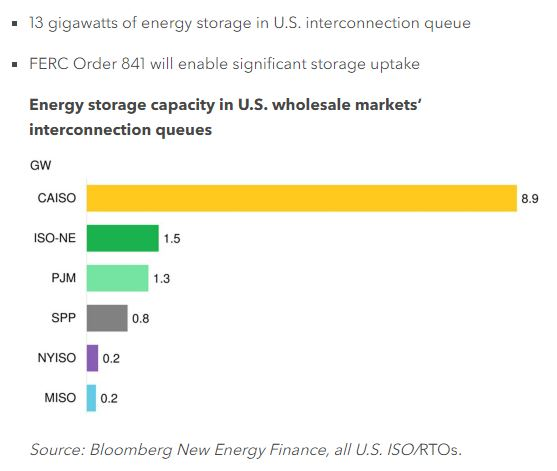 13 gigawatts of energy storage in U.S. interconnection queue
FERC Order 841 will enable significant storage uptake
Energy storage capacity in U.S. wholesale markets‘
interconnection queues
GW
CAISO 8.9
ISO-NE 1.5
PJM 1.3
SPP 0.8
NYISO 0.2
MISO 0.2
Source: Bloomberg New Energy Finance, all U.S. ISO/RTOs.